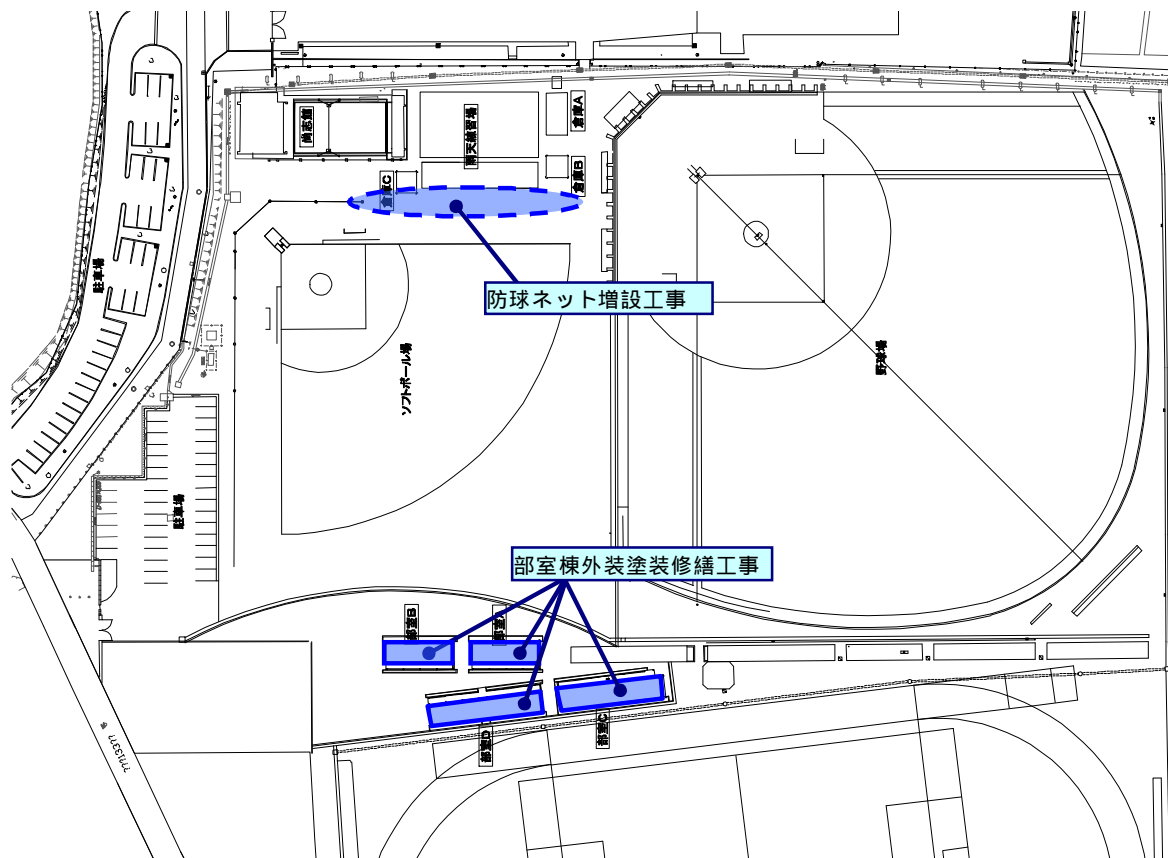 尚志館
雨天練習場
倉庫A
倉庫B
倉庫C
防球ネット増設工事
駐車場
ソフトボール場
野球場
駐車場
部室棟外装塗装修繕工事
部室B
部室D
部室C